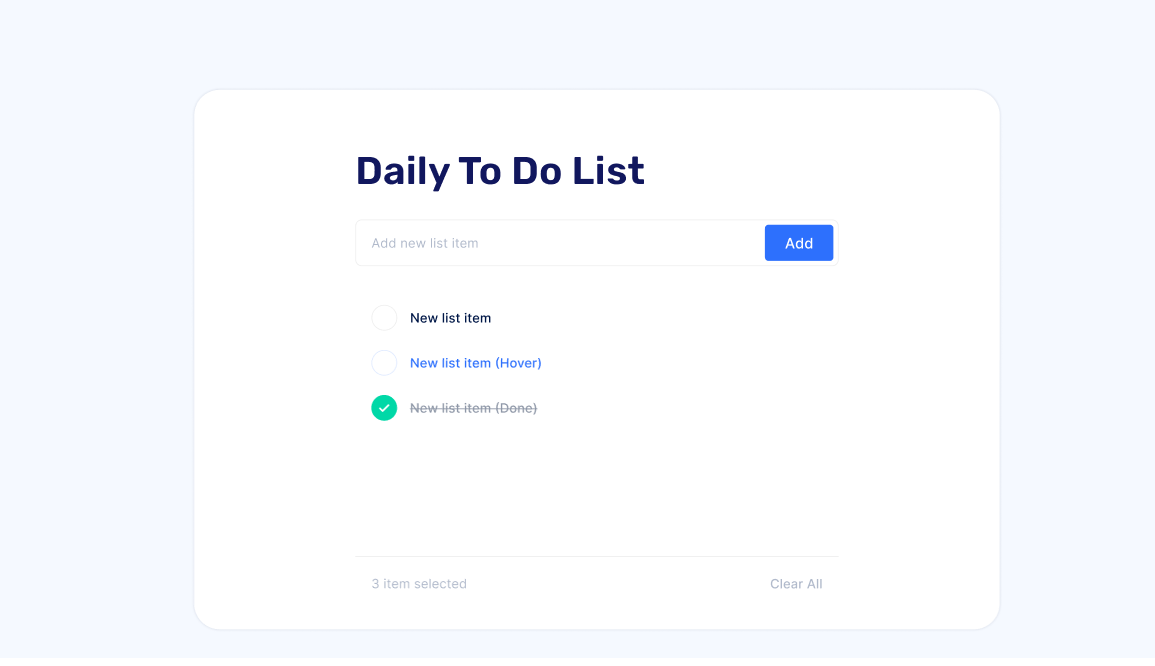 Daily To Do List
Add new list item
Add
New list item
New list item (Hover)
New list item (Done)
3 item selected
Clear All